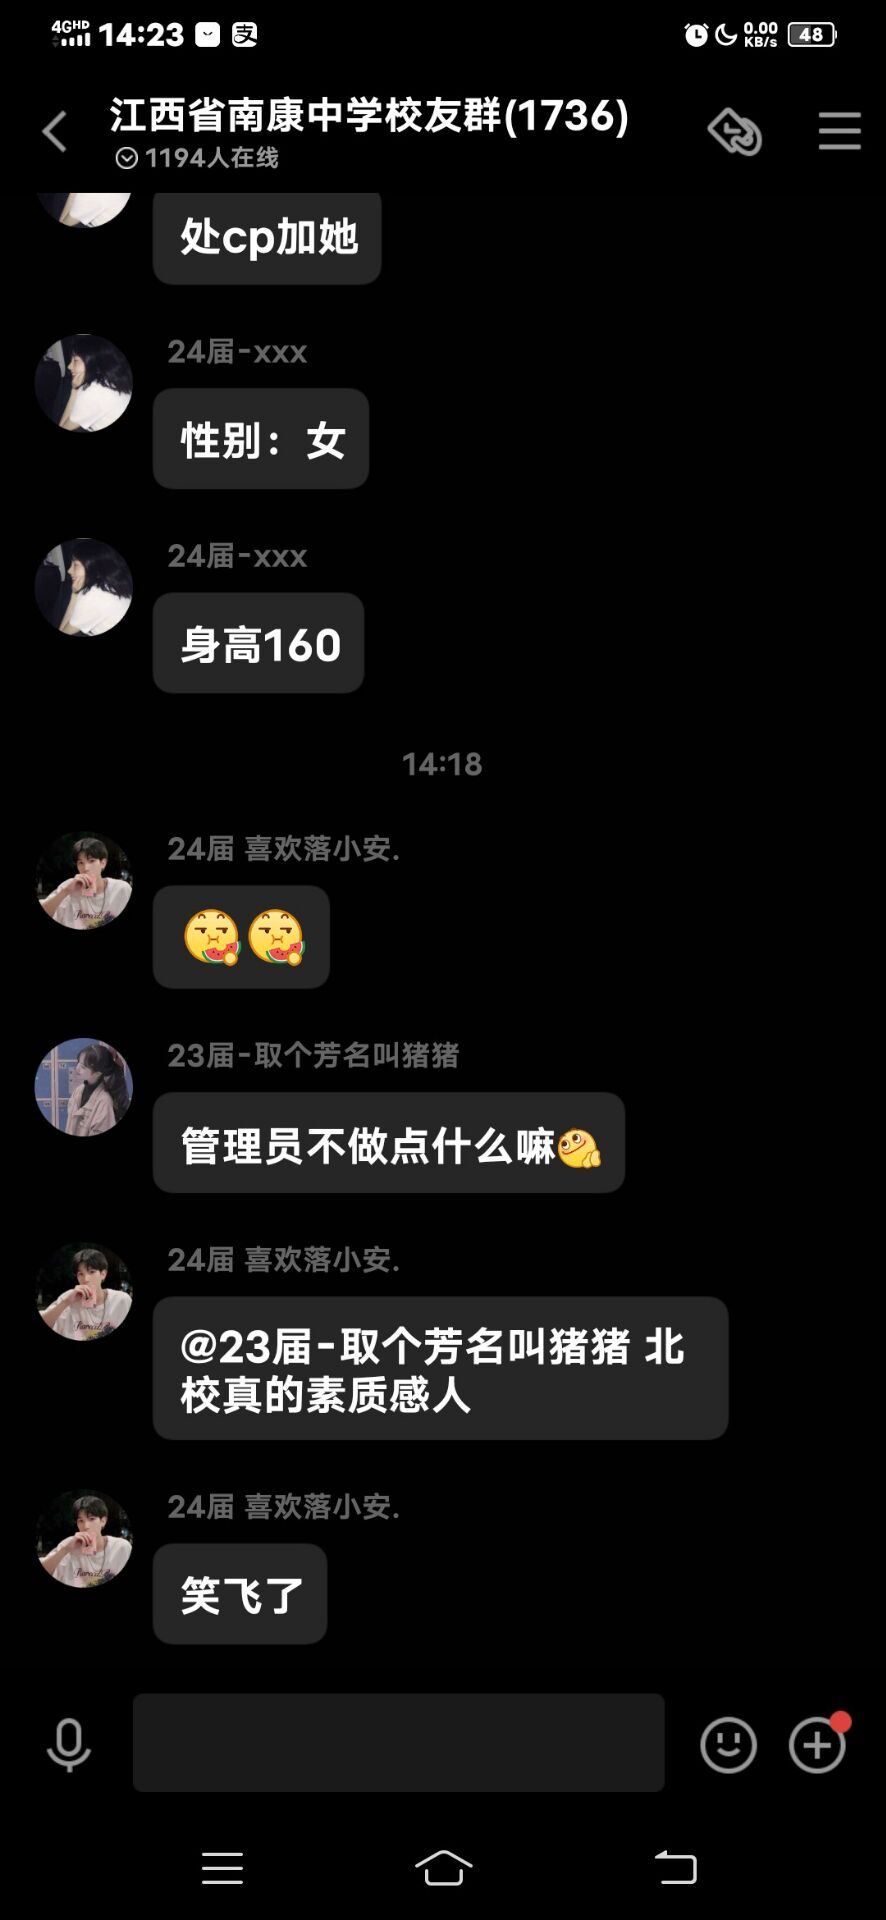 4GHD 14:23 支 0.00 KB/s 48
江西省南康中学校友群(1736)
1194人在线
处cp加她
24届-xxx
性别：女
24届-xxx
身高160
14:18
24届 喜欢落小安.
23届-取个芳名叫猪猪
管理员不做点什么嘛
24届 喜欢落小安.
@23届-取个芳名叫猪猪 北
校真的素质感人
24届 喜欢落小安.
笑飞了